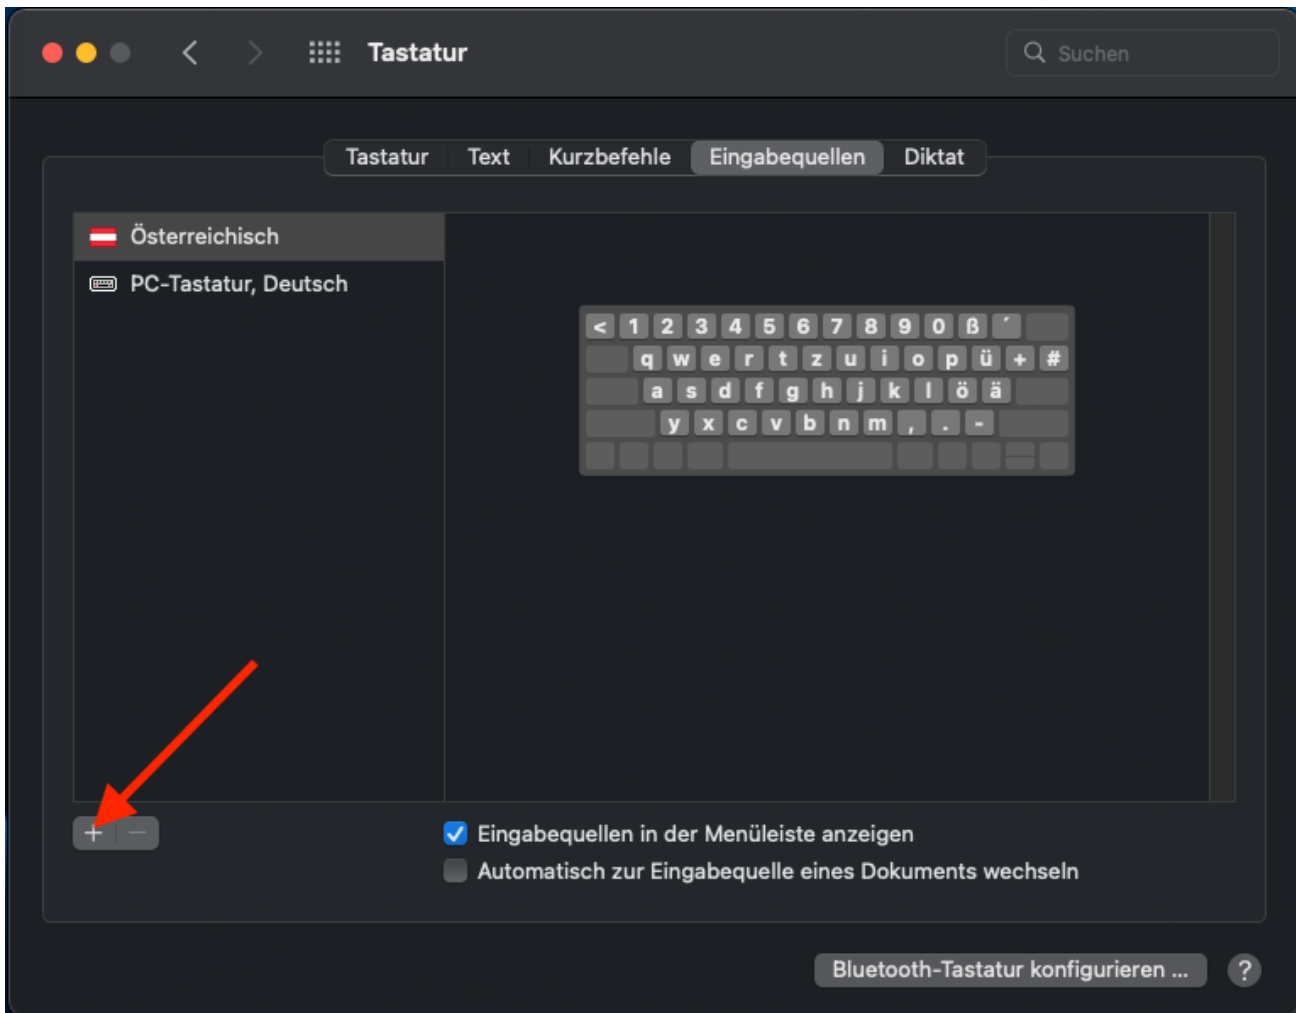 Tastatur
Suchen
Tastatur Text Kurzbefehle Eingabequellen Diktat
Österreichisch
PC-Tastatur, Deutsch
< 1 2 3 4 5 6 7 8 9 0 ß ´
q w e r t z u i o p ü + #
a s d f g h j k l ö ä
y x c v b n m , . -
+ −
Eingabequellen in der Menüleiste anzeigen
Automatisch zur Eingabequelle eines Dokuments wechseln
Bluetooth-Tastatur konfigurieren ... ?